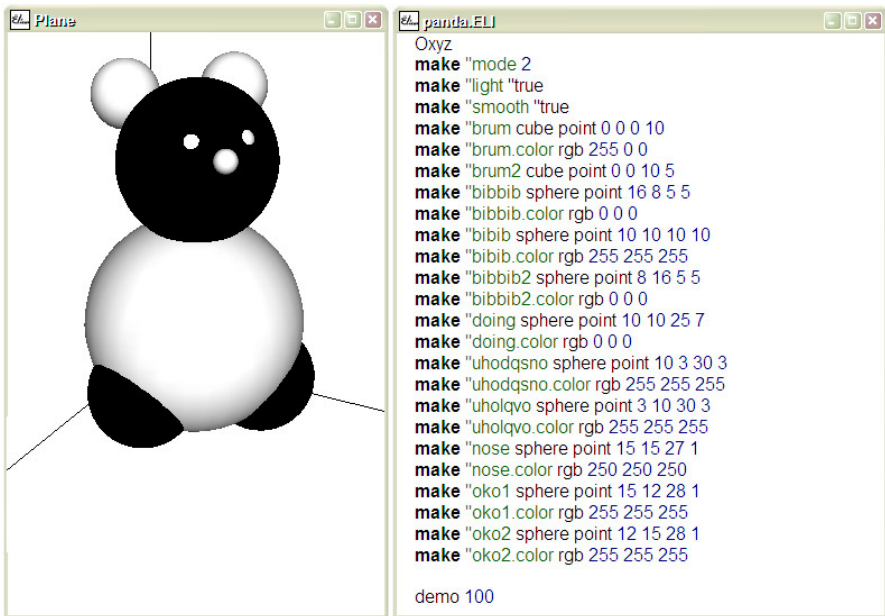 Plane
panda.ELI
Oxyz
make "mode 2
make "light "true
make "smooth "true
make "brum cube point 0 0 0 10
make "brum.color rgb 255 0 0
make "brum2 cube point 0 0 10 5
make "bibbib sphere point 16 8 5 5
make "bibbib.color rgb 0 0 0
make "bibib sphere point 10 10 10 10
make "bibib.color rgb 255 255 255
make "bibbib2 sphere point 8 16 5 5
make "bibbib2.color rgb 0 0 0
make "doing sphere point 10 10 25 7
make "doing.color rgb 0 0 0
make "uhodqsno sphere point 10 3 30 3
make "uhodqsno.color rgb 255 255 255
make "uholqvo sphere point 3 10 30 3
make "uholqvo.color rgb 255 255 255
make "nose sphere point 15 15 27 1
make "nose.color rgb 250 250 250
make "oko1 sphere point 15 12 28 1
make "oko1.color rgb 255 255 255
make "oko2 sphere point 12 15 28 1
make "oko2.color rgb 255 255 255
demo 100